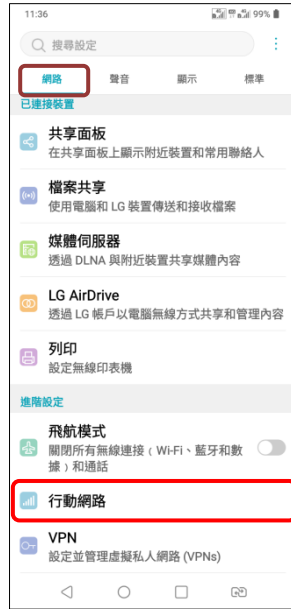 11:36
99%
搜尋設定
網路
聲音
顯示
標準
已連接裝置
共享面板
在共享面板上顯示附近裝置和常用聯絡人
檔案共享
使用電腦和 LG 裝置傳送和接收檔案
媒體伺服器
透過 DLNA 與附近裝置共享媒體內容
LG AirDrive
透過 LG 帳戶以電腦無線方式共享和管理內容
列印
設定無線印表機
進階設定
飛航模式
關閉所有無線連接（Wi-Fi、藍牙和數
據）和通話
行動網路
VPN
設定並管理虛擬私人網路 (VPNs)